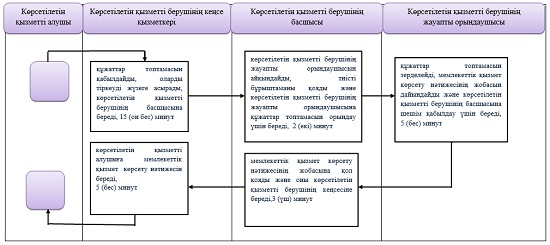 Көрсетілетін
қызметті алушы
Көрсетілетін қызметті берушінің кеңсе
қызметкері
Көрсетілетін қызметті берушінің
басшысы
Көрсетілетін қызметті берушінің
жауапты орындаушысы
құжаттар топтамасын
қабылдайды, оларды
тіркеуді жүзеге асырады,
көрсетілетін қызметті
берушінің басшысына
береді, 15 (он бес) минут
көрсетілетін қызметті берушінің
жауапты орындаушысын
айқындайды, тиісті
бұрыштаманы қояды және
көрсетілетін қызметті берушінің
жауапты орындаушысына
құжаттар топтамасын орындау
үшін береді, 2 (екі) минут
құжаттар топтамасын
зерделейді, мемлекеттік қызмет
көрсету нәтижесінің жобасын
дайындайды және көрсетілетін
қызметті берушінің басшысына
шешім қабылдау үшін береді,
5 (бес) минут
көрсетілетін қызметті
алушыға мемлекеттік
қызмет көрсету нәтижесін
береді,
5 (бес) минут
мемлекеттік қызмет көрсету
нәтижесінің жобасына қол
қояды және оны көрсетілетін
қызметті берушінің кеңсесіне
береді,3 (үш) минут